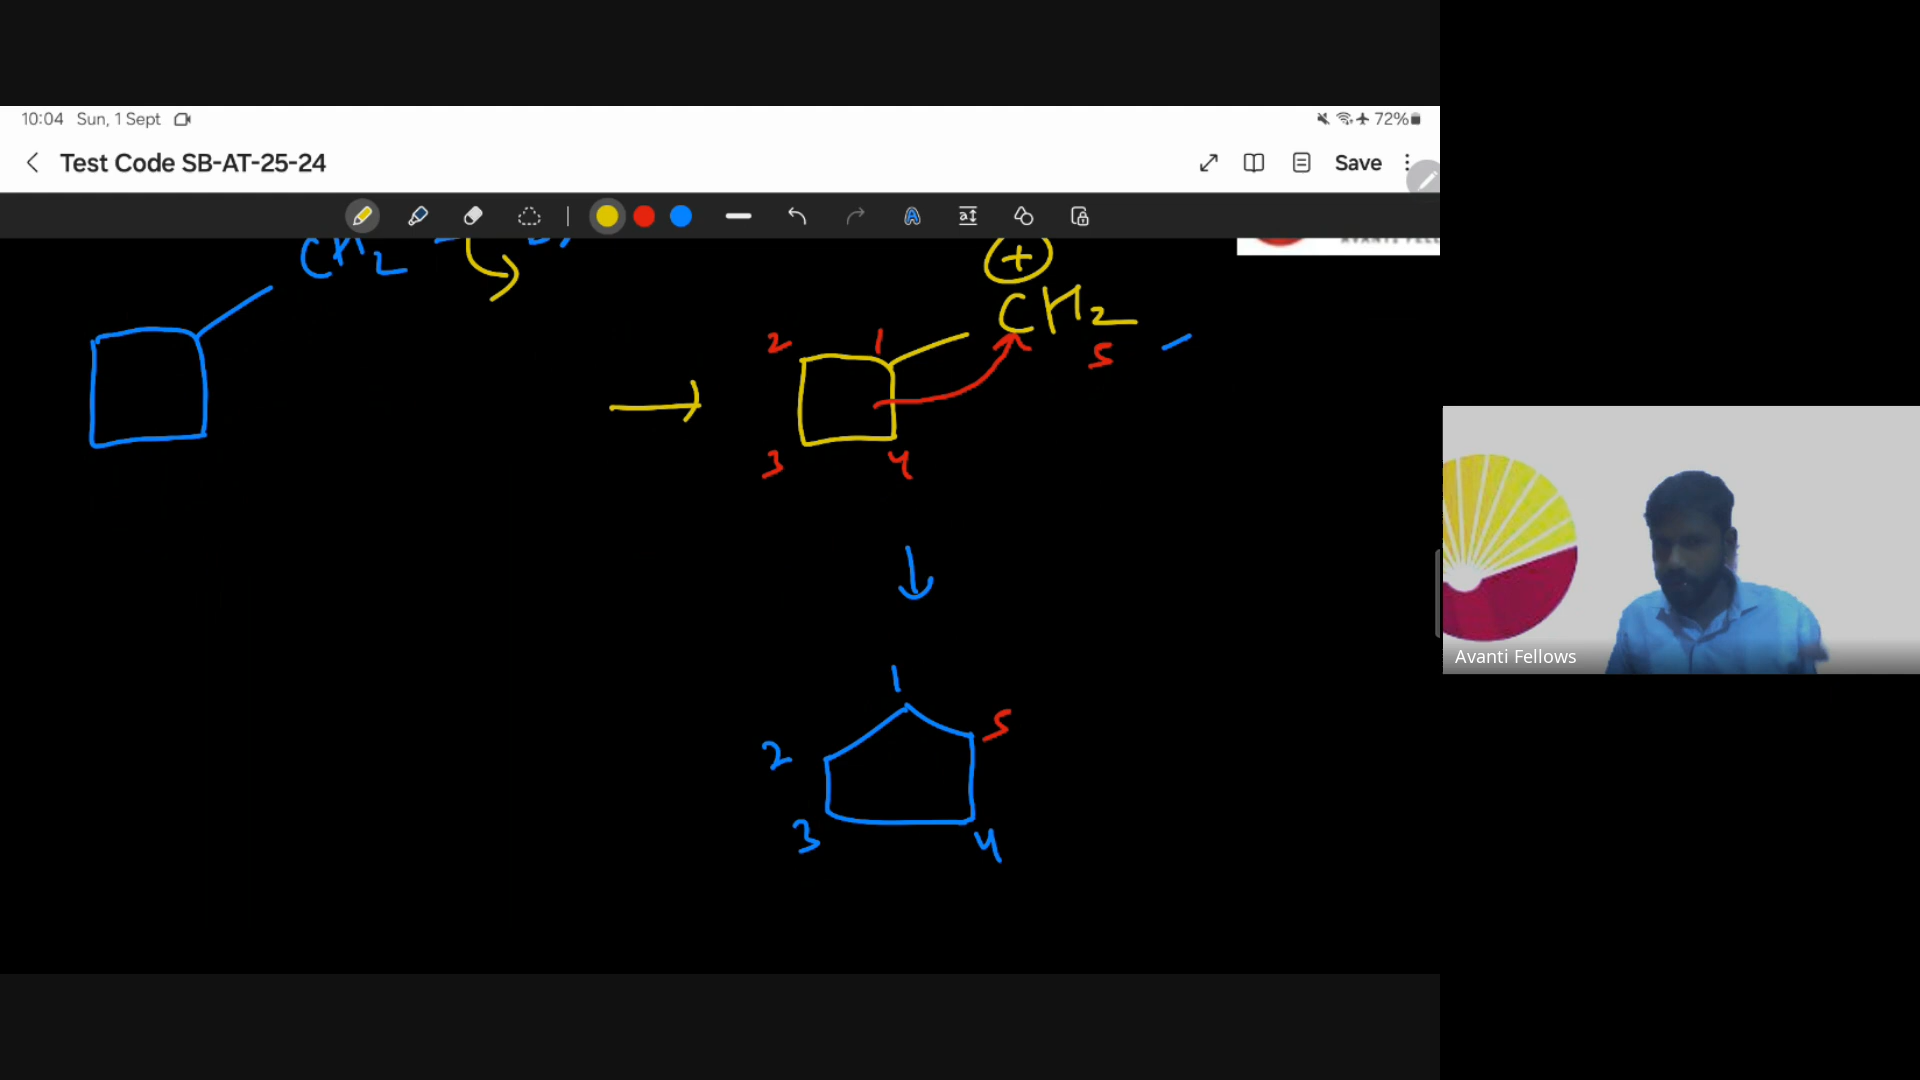 10:04 Sun, 1 Sept 72%
Test Code SB-AT-25-24
Save
CH2
+
CH2
2 1
5
3 4
1
2 5
3 4
Avanti Fellows